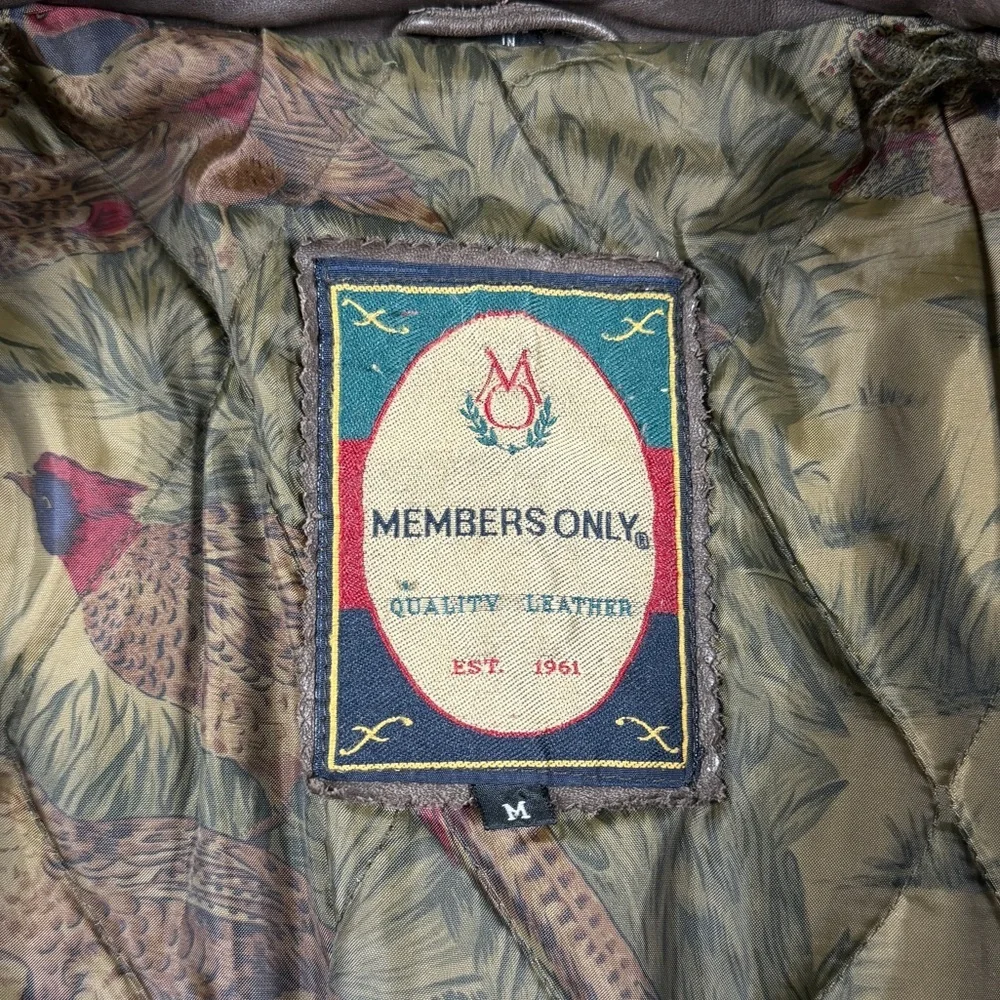 MO
MEMBERS ONLY®
QUALITY LEATHER
EST. 1961
M